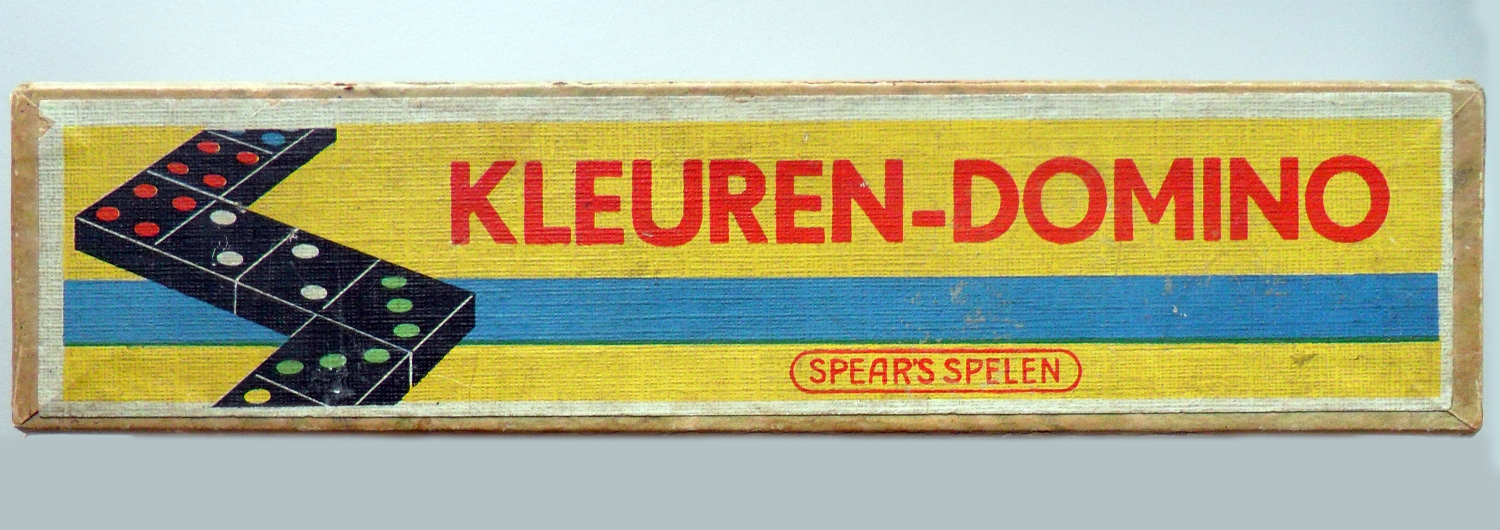 KLEUREN-DOMINO
SPEAR'S SPELEN